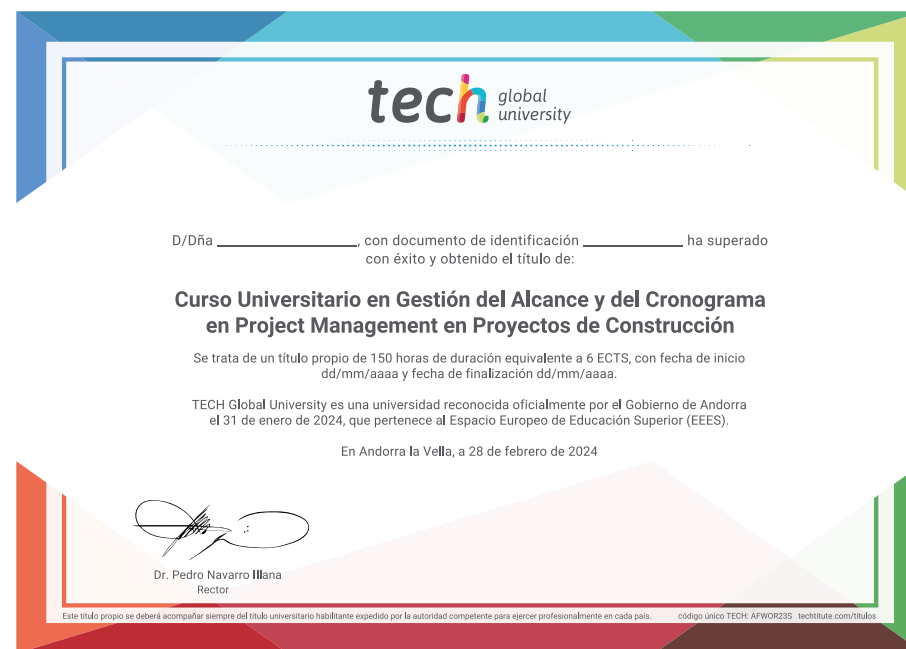 tech global university
D/Dña ____________________, con documento de identificación ______________ ha superado
con éxito y obtenido el título de:
Curso Universitario en Gestión del Alcance y del Cronograma
en Project Management en Proyectos de Construcción
Se trata de un título propio de 150 horas de duración equivalente a 6 ECTS, con fecha de inicio
dd/mm/aaaa y fecha de finalización dd/mm/aaaa.
TECH Global University es una universidad reconocida oficialmente por el Gobierno de Andorra
el 31 de enero de 2024, que pertenece al Espacio Europeo de Educación Superior (EEES).
En Andorra la Vella, a 28 de febrero de 2024
Dr. Pedro Navarro Illana
Rector
Este título propio se deberá acompañar siempre del título universitario habilitante expedido por la autoridad competente para ejercer profesionalmente en cada país. código único TECH: AFWOR23S techtitute.com/titulos